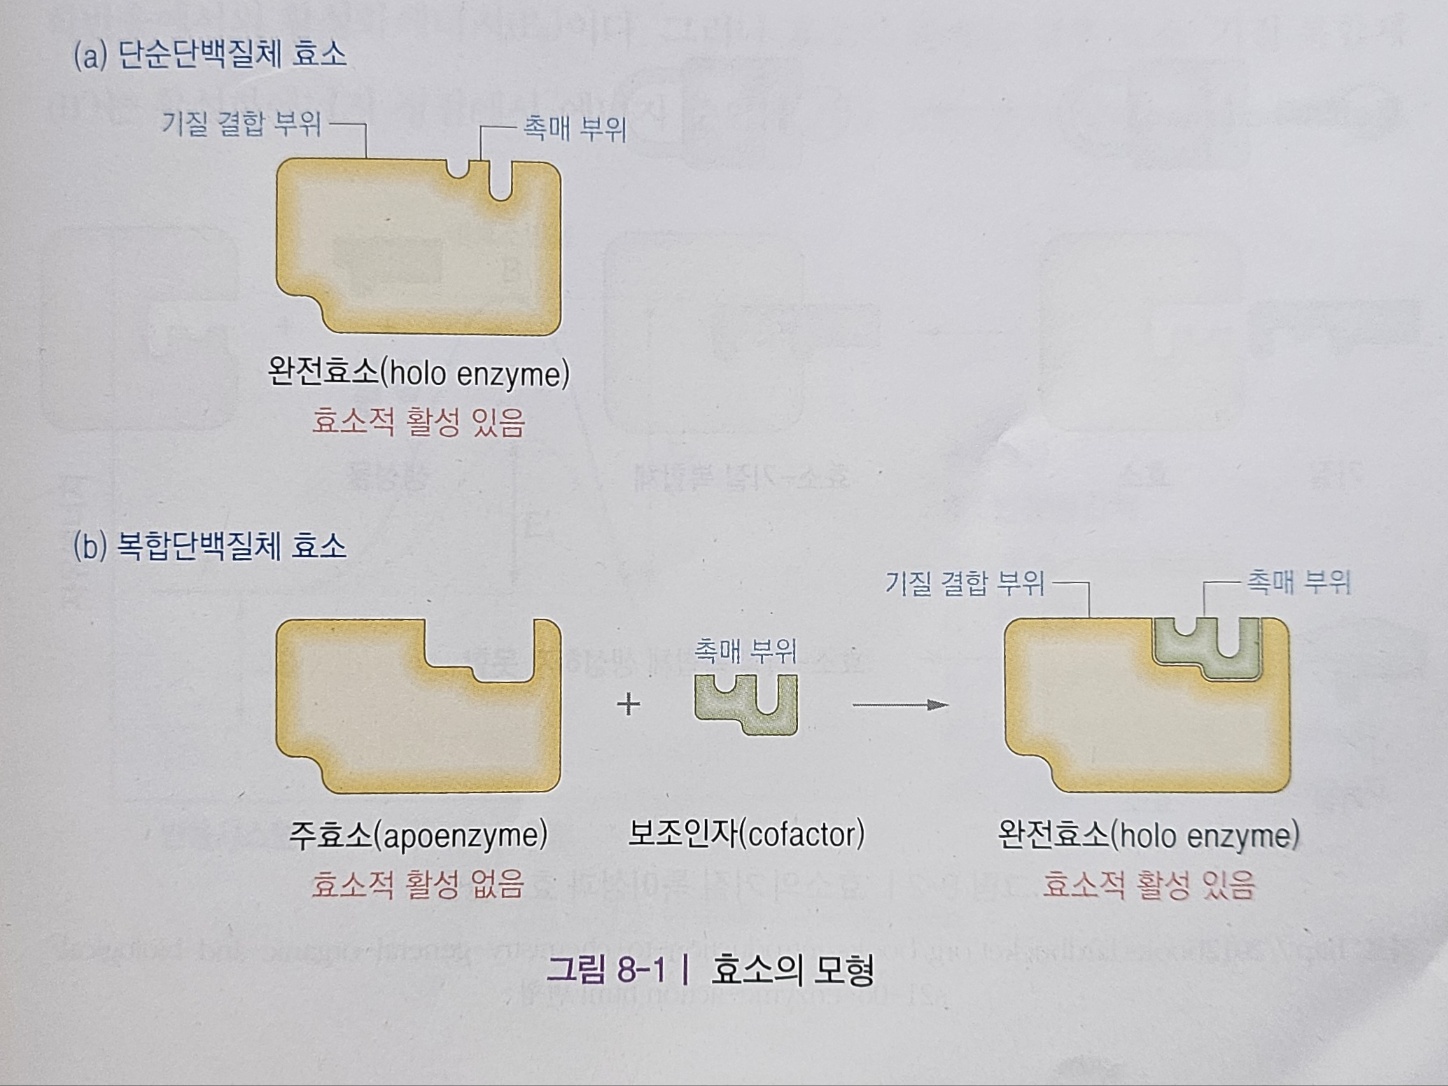 (a) 단순단백질체 효소
기질 결합 부위
촉매 부위
완전효소(holo enzyme)
효소적 활성 있음
(b) 복합단백질체 효소
기질 결합 부위
촉매 부위
촉매 부위
+
주효소(apoenzyme)
보조인자(cofactor)
완전효소(holo enzyme)
효소적 활성 없음
효소적 활성 있음
그림 8-1 | 효소의 모형